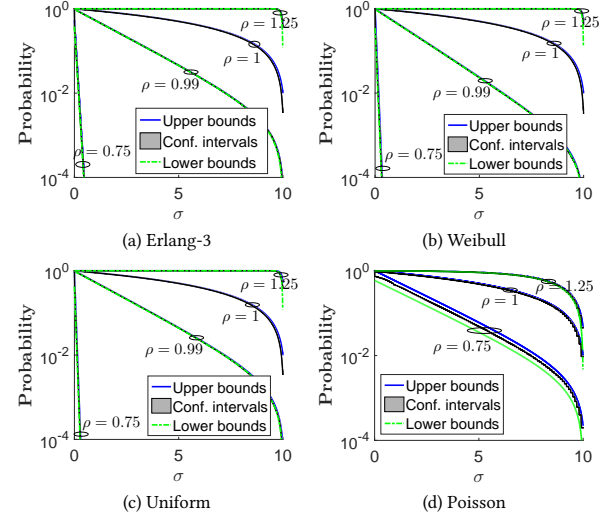 10^0
10^-2
10^-4
Probability
ρ = 1.25
ρ = 1
ρ = 0.99
ρ = 0.75
Upper bounds
Conf. intervals
Lower bounds
0 5 10
σ
(a) Erlang-3
10^0
10^-2
10^-4
Probability
ρ = 1.25
ρ = 1
ρ = 0.99
ρ = 0.75
Upper bounds
Conf. intervals
Lower bounds
0 5 10
σ
(b) Weibull
10^0
10^-2
10^-4
Probability
ρ = 1.25
ρ = 1
ρ = 0.99
ρ = 0.75
Upper bounds
Conf. intervals
Lower bounds
0 5 10
σ
(c) Uniform
10^0
10^-2
10^-4
Probability
ρ = 1.25
ρ = 1
ρ = 0.75
Upper bounds
Conf. intervals
Lower bounds
0 5 10
σ
(d) Poisson